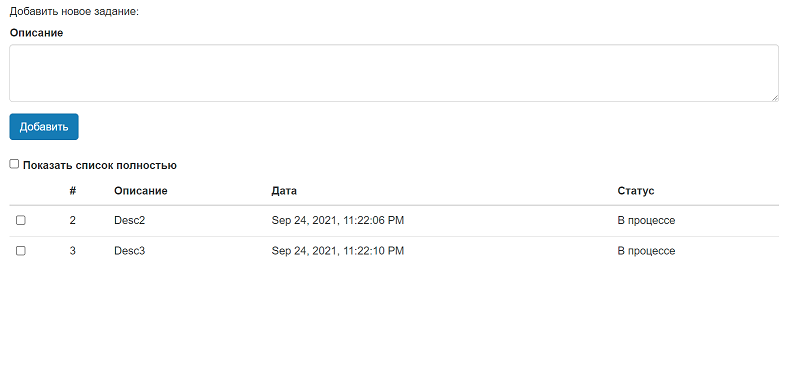 Добавить новое задание:
Описание
Добавить
Показать список полностью
# Описание Дата Статус
2 Desc2 Sep 24, 2021, 11:22:06 PM В процессе
3 Desc3 Sep 24, 2021, 11:22:10 PM В процессе